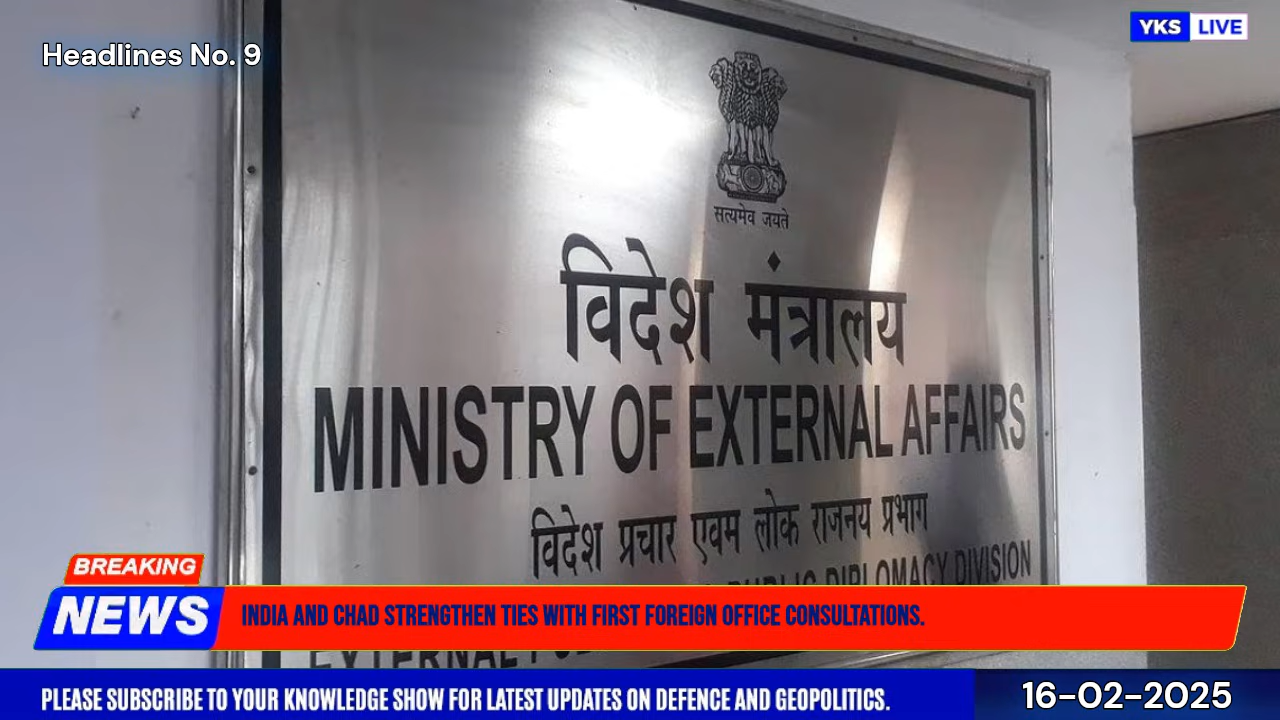 Headlines No. 9
YKS LIVE
सत्यमेव जयते
विदेश मंत्रालय
MINISTRY OF EXTERNAL AFFAIRS
विदेश प्रचार एवम लोक राजनय प्रभाग
PUBLIC DIPLOMACY DIVISION
EXTERNAL
BREAKING
NEWS
INDIA AND CHAD STRENGTHEN TIES WITH FIRST FOREIGN OFFICE CONSULTATIONS.
PLEASE SUBSCRIBE TO YOUR KNOWLEDGE SHOW FOR LATEST UPDATES ON DEFENCE AND GEOPOLITICS.
16-02-2025